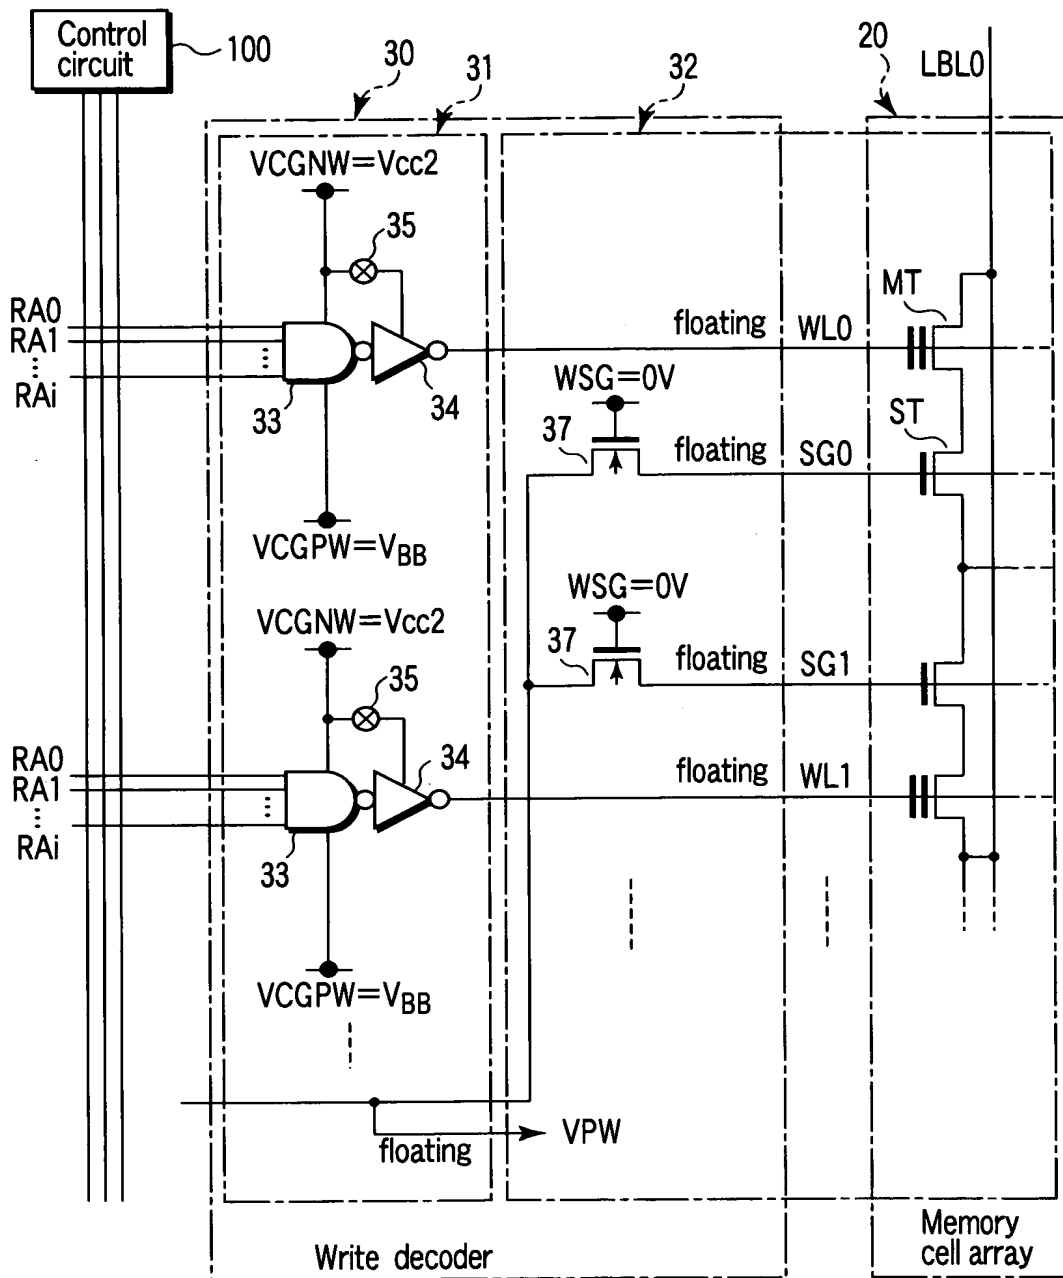 Control
circuit
100
30
31
32
20
LBL0
VCGNW=Vcc2
35
RA0
RA1
RAi
33
34
floating
WL0
MT
WSG=0V
37
floating
SG0
ST
VCGPW=VBB
VCGNW=Vcc2
WSG=0V
37
floating
SG1
35
RA0
RA1
RAi
33
34
floating
WL1
VCGPW=VBB
floating
VPW
Write decoder
Memory
cell array